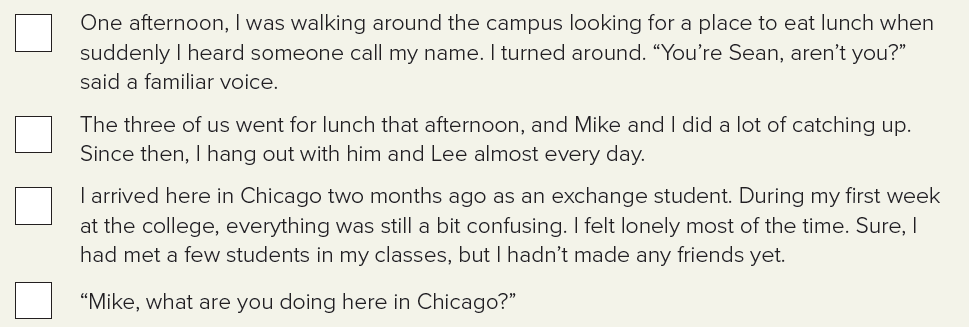 One afternoon, I was walking around the campus looking for a place to eat lunch when
suddenly I heard someone call my name. I turned around. “You’re Sean, aren’t you?”
said a familiar voice.
The three of us went for lunch that afternoon, and Mike and I did a lot of catching up.
Since then, I hang out with him and Lee almost every day.
I arrived here in Chicago two months ago as an exchange student. During my first week
at the college, everything was still a bit confusing. I felt lonely most of the time. Sure, I
had met a few students in my classes, but I hadn’t made any friends yet.
“Mike, what are you doing here in Chicago?”